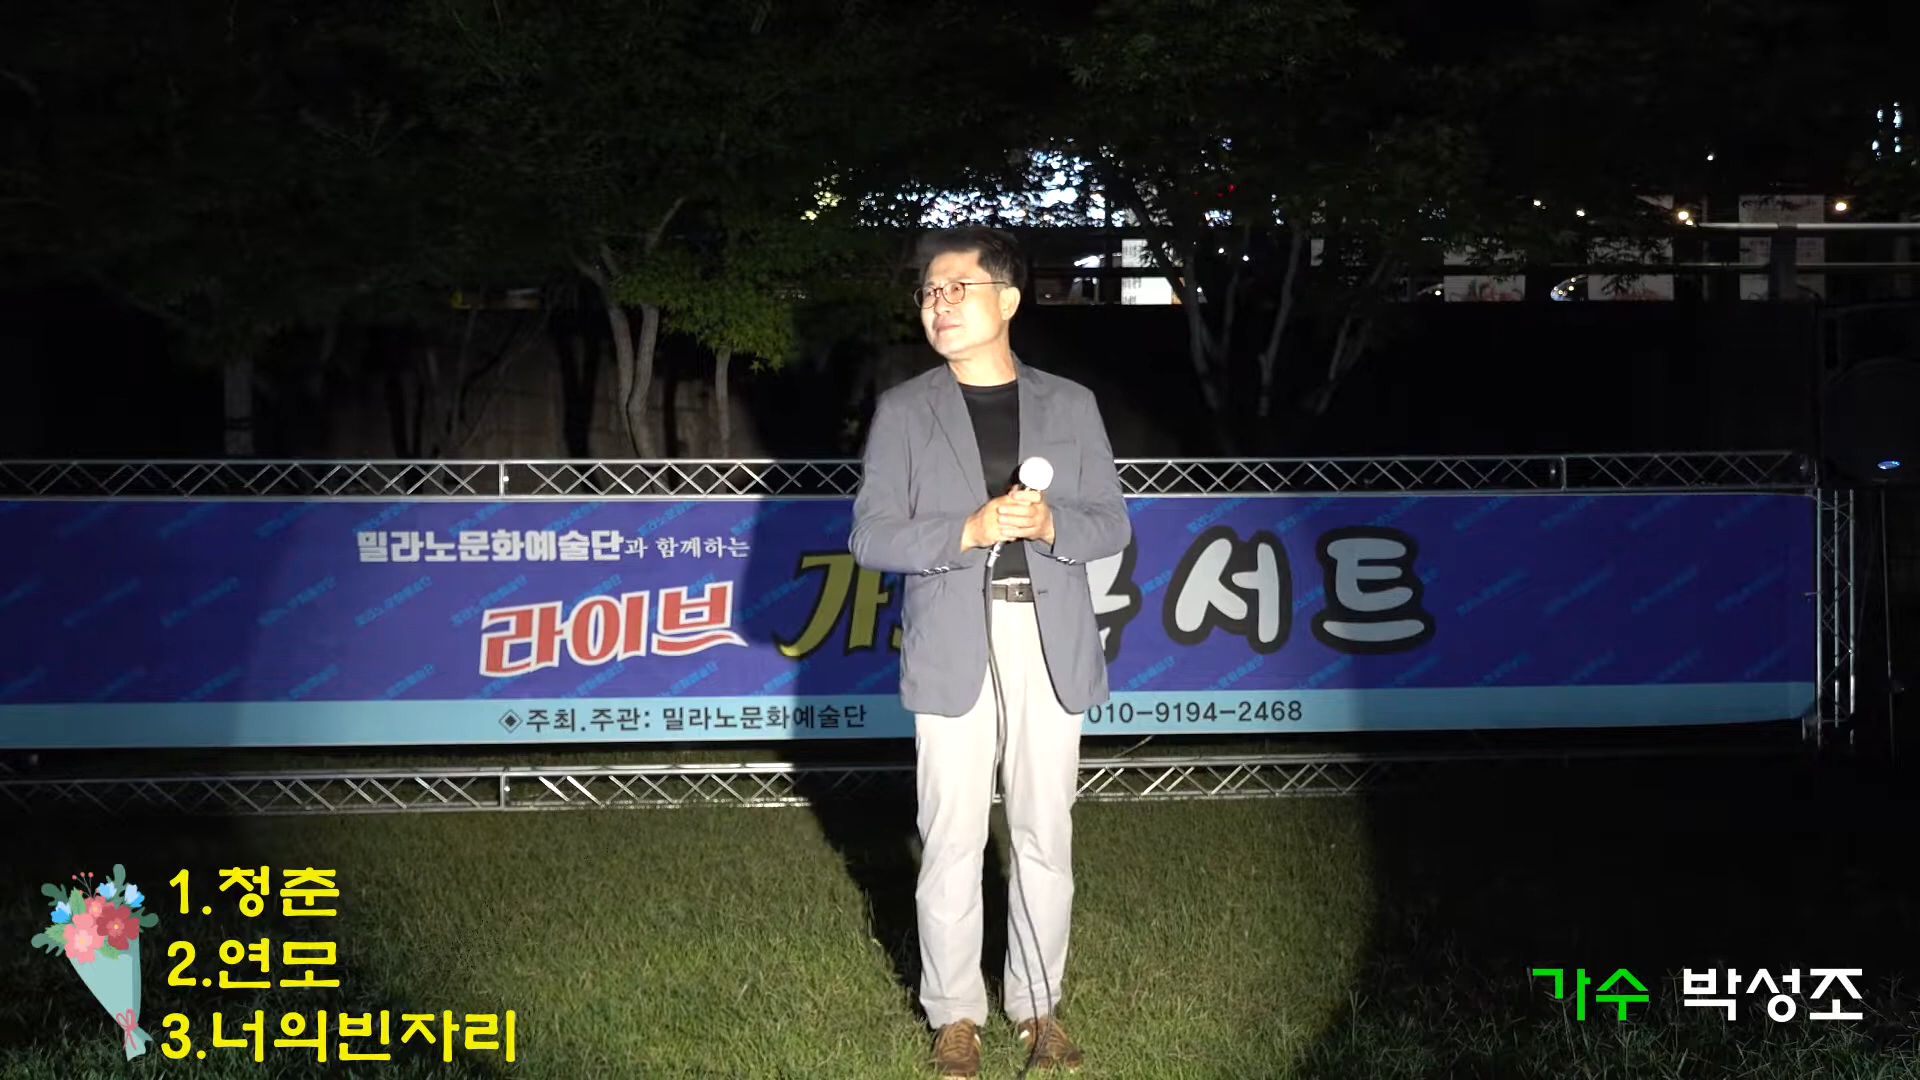 밀라노문화예술단과 함께하는
라이브 가 서트
◈주최.주관: 밀라노문화예술단 010-9194-2468
1.청춘
2.연모
3.너의빈자리
가수 박성조